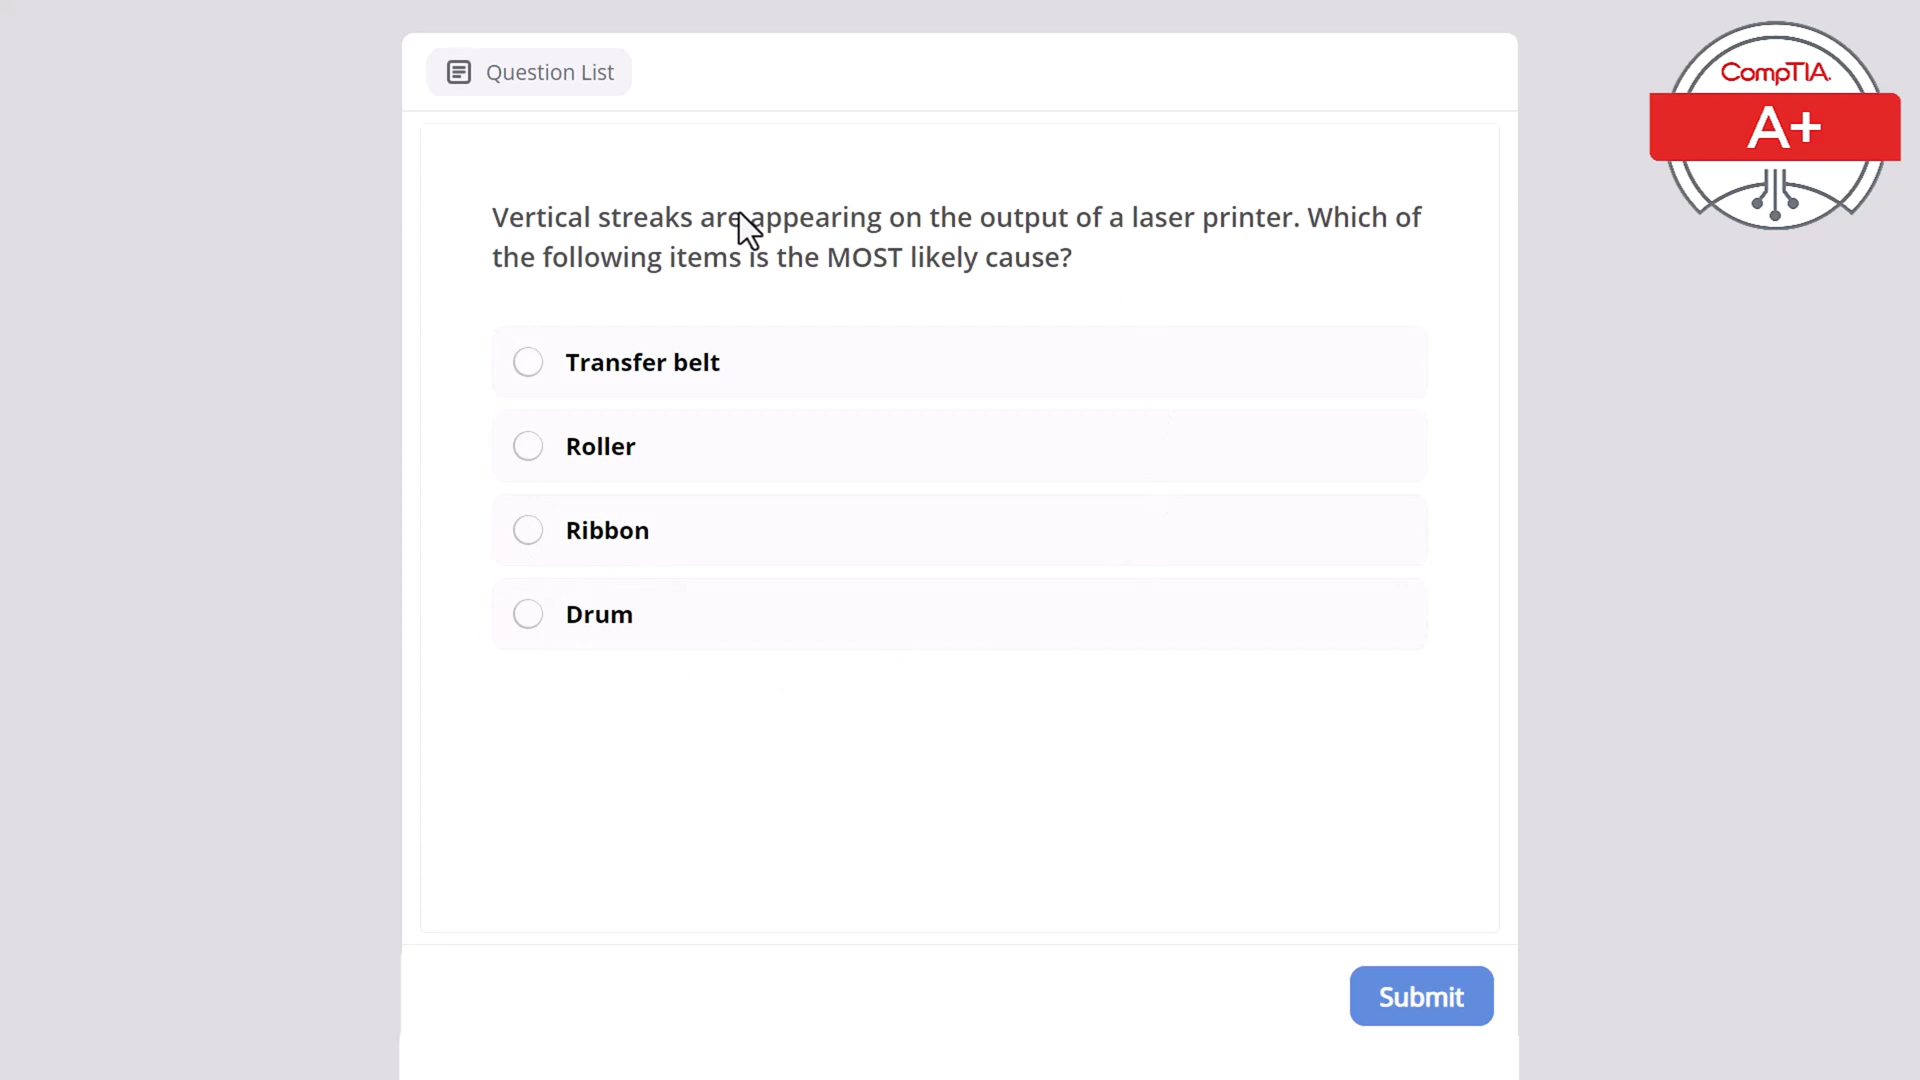 Question List
CompTIA.
A+
Vertical streaks are appearing on the output of a laser printer. Which of
the following items is the MOST likely cause?
Transfer belt
Roller
Ribbon
Drum
Submit